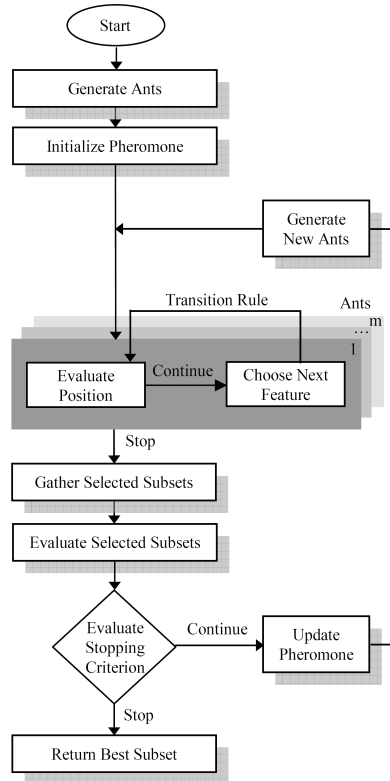 Start
Generate Ants
Initialize Pheromone
Generate
New Ants
Transition Rule
Ants
m
...
1
Evaluate
Position
Continue
Choose Next
Feature
Stop
Gather Selected Subsets
Evaluate Selected Subsets
Evaluate
Stopping
Criterion
Continue
Update
Pheromone
Stop
Return Best Subset